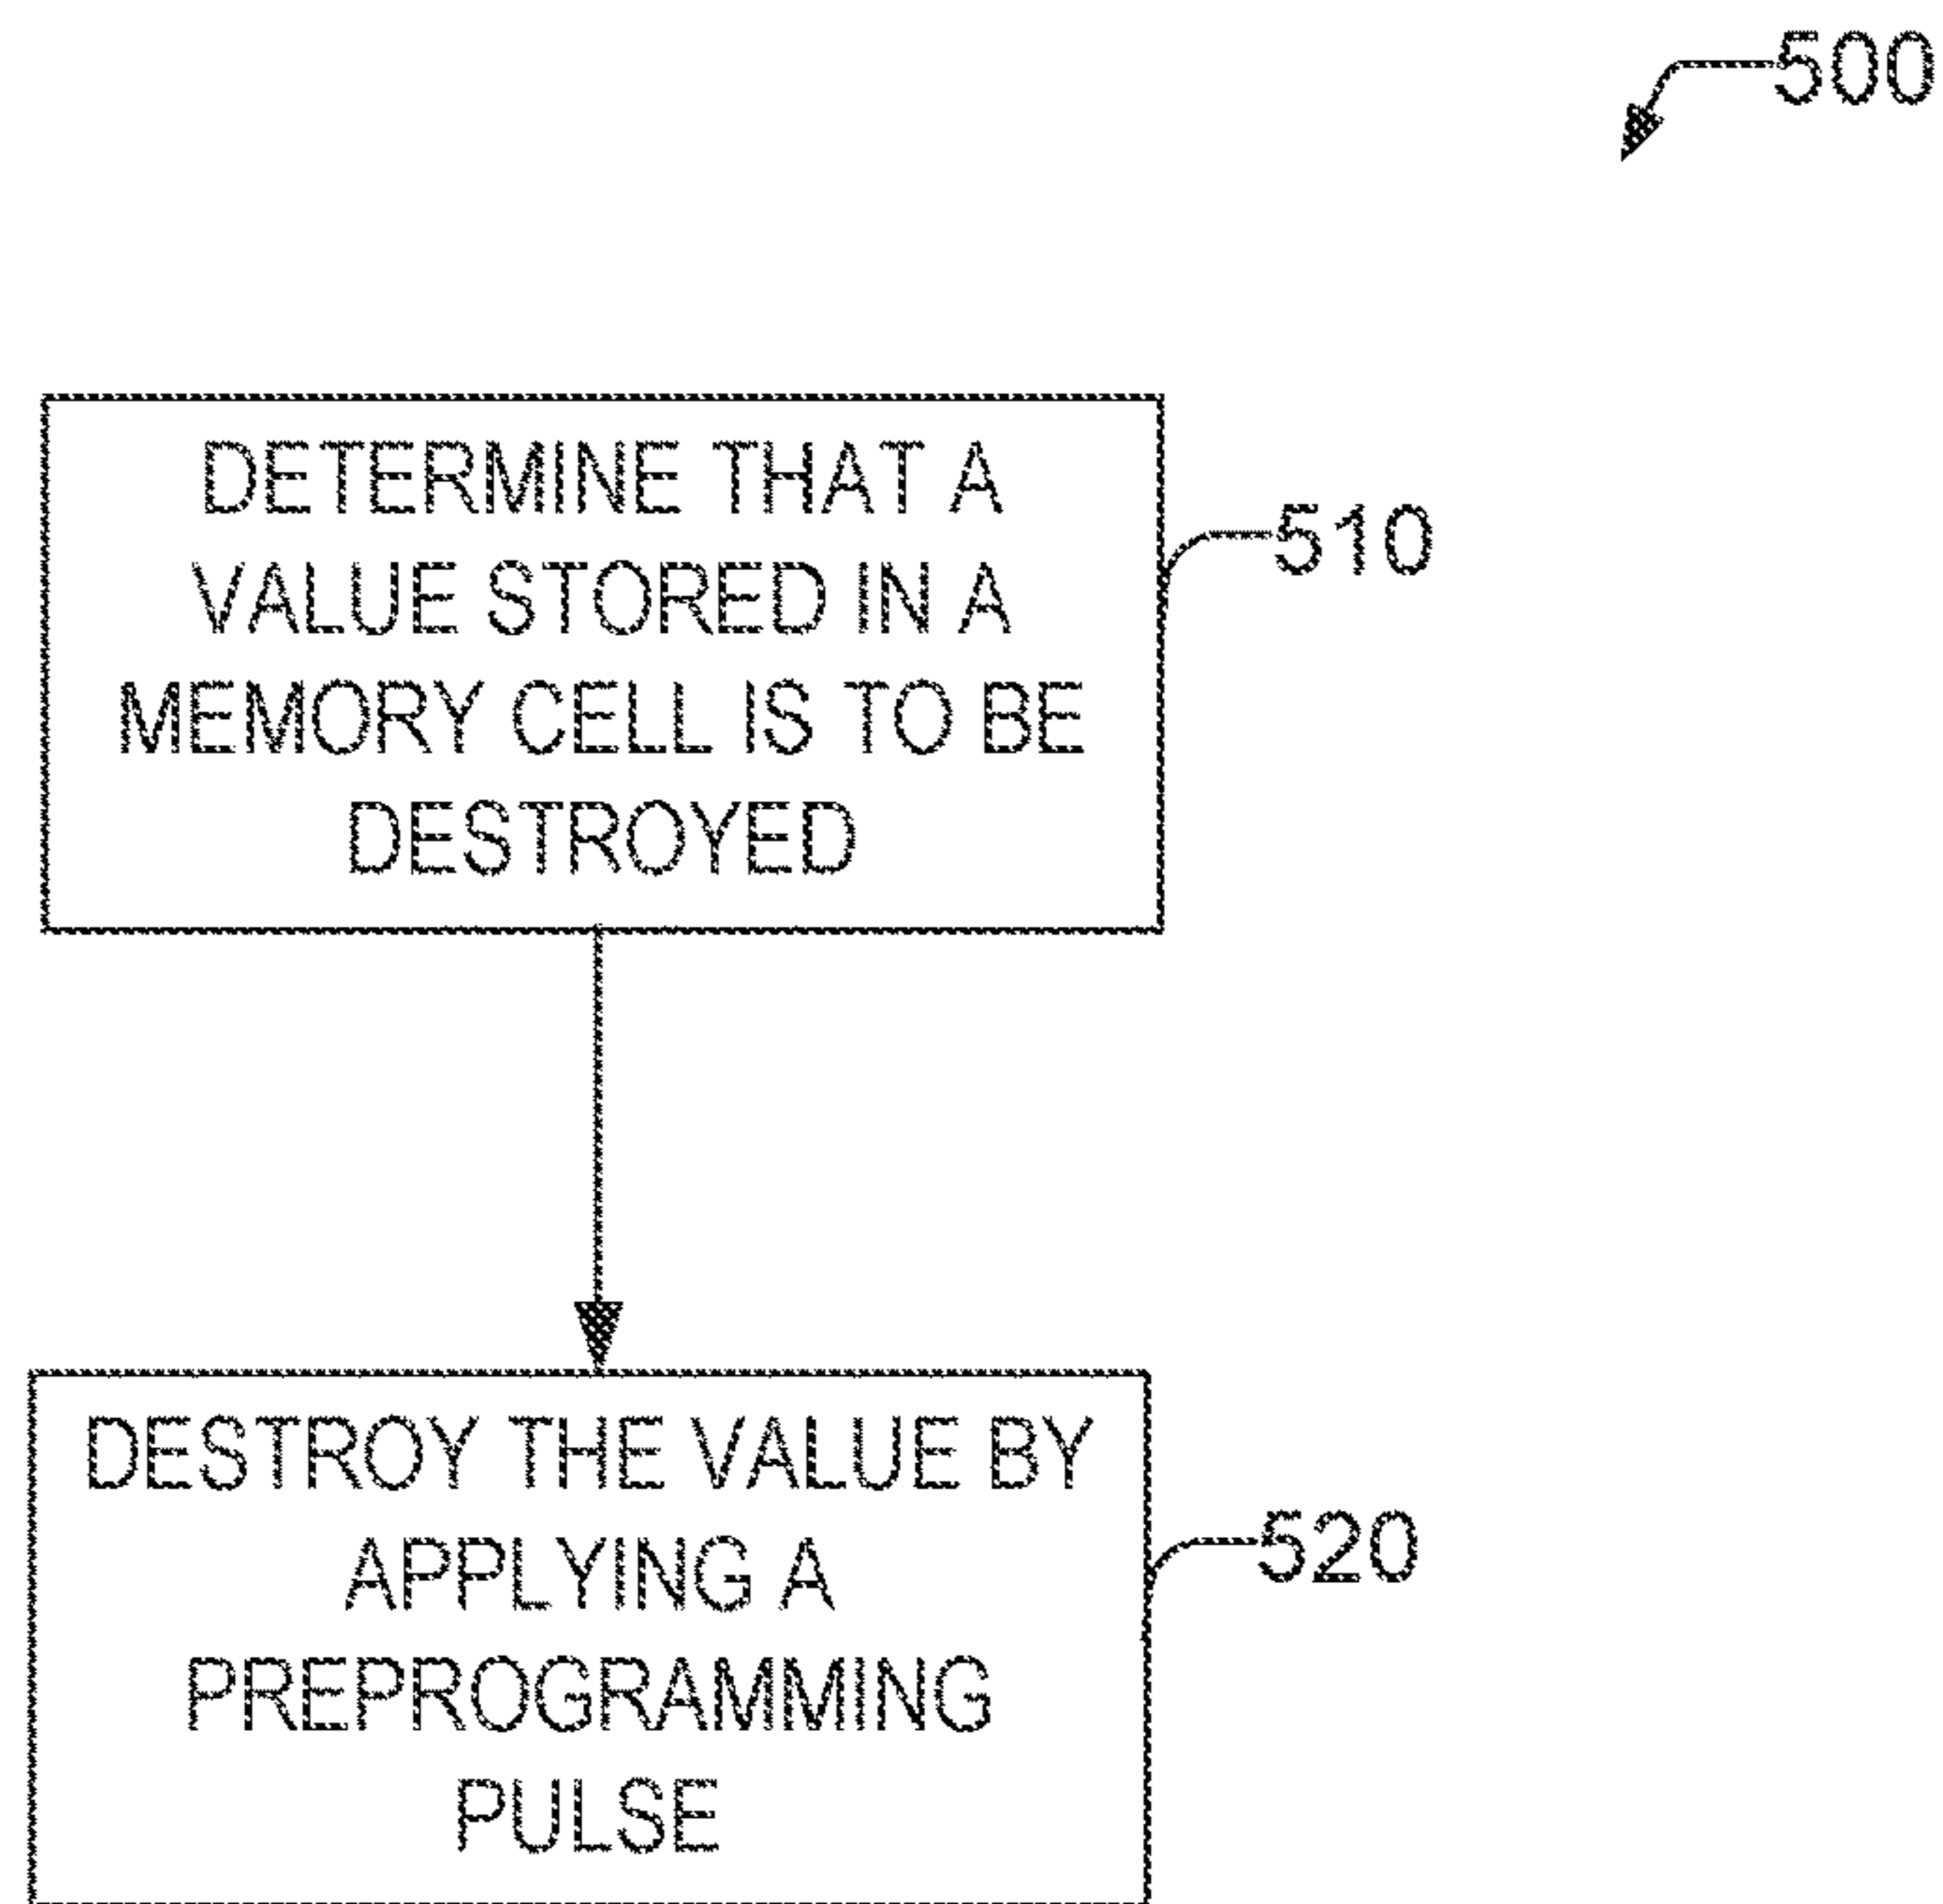 500
DETERMINE THAT A
VALUE STORED IN A
MEMORY CELL IS TO BE
DESTROYED
510
DESTROY THE VALUE BY
APPLYING A
PREPROGRAMMING
PULSE
520